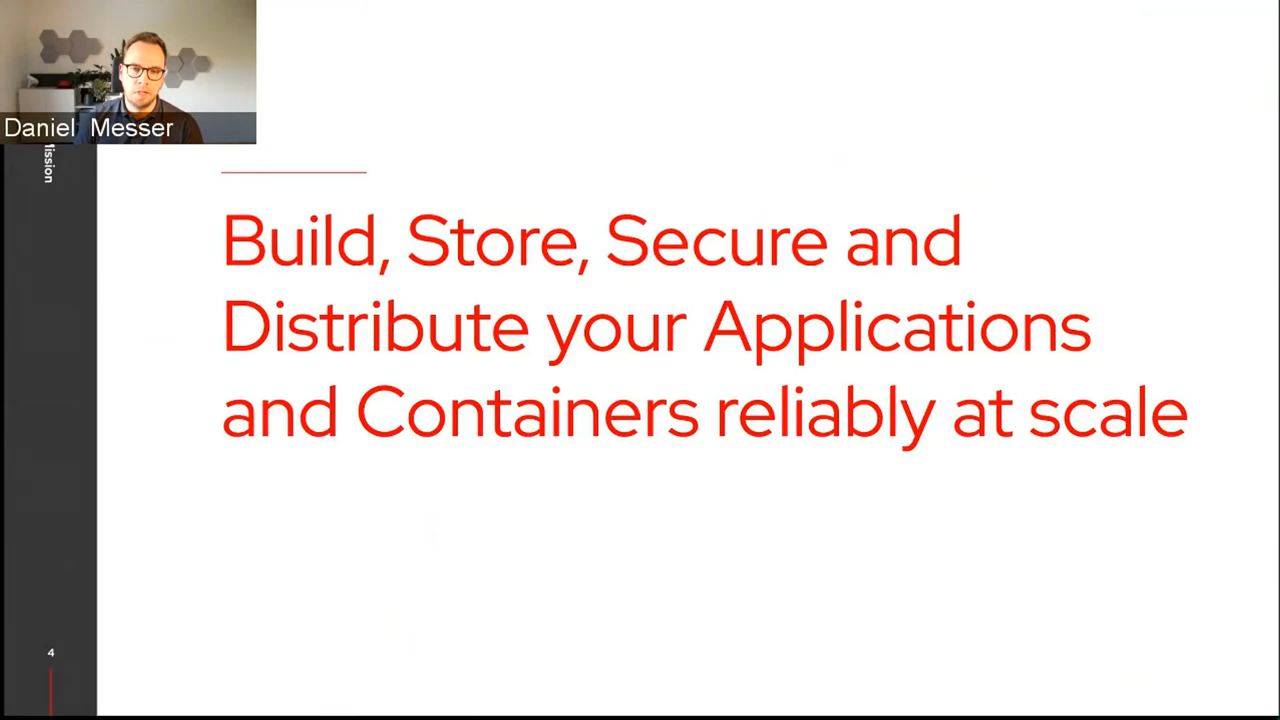 Daniel Messer
Build, Store, Secure and
Distribute your Applications
and Containers reliably at scale
4